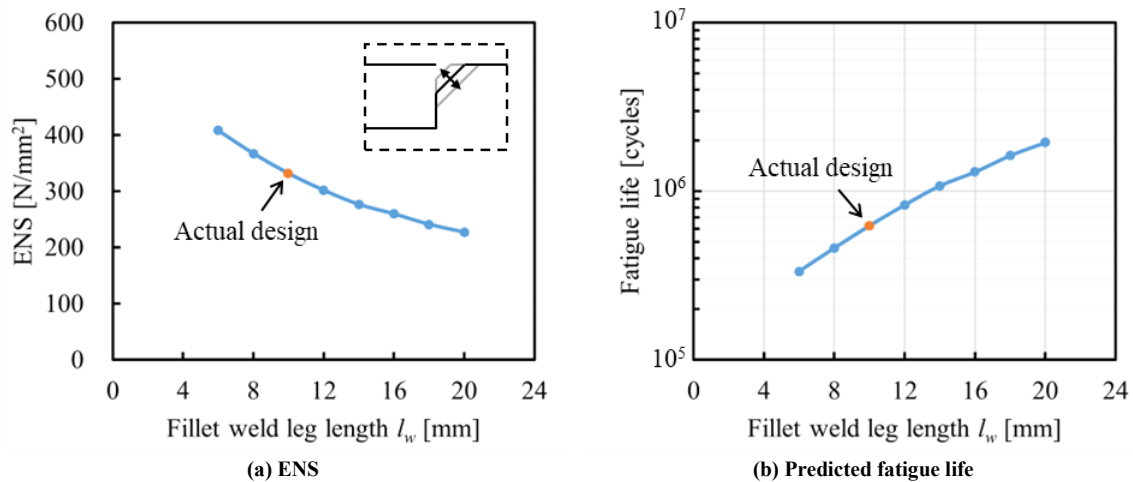 600
500
400
300
200
100
0
ENS [N/mm²]
Actual design
0 4 8 12 16 20 24
Fillet weld leg length l_w [mm]
(a) ENS
10⁷
10⁶
10⁵
Fatigue life [cycles]
Actual design
0 4 8 12 16 20 24
Fillet weld leg length l_w [mm]
(b) Predicted fatigue life